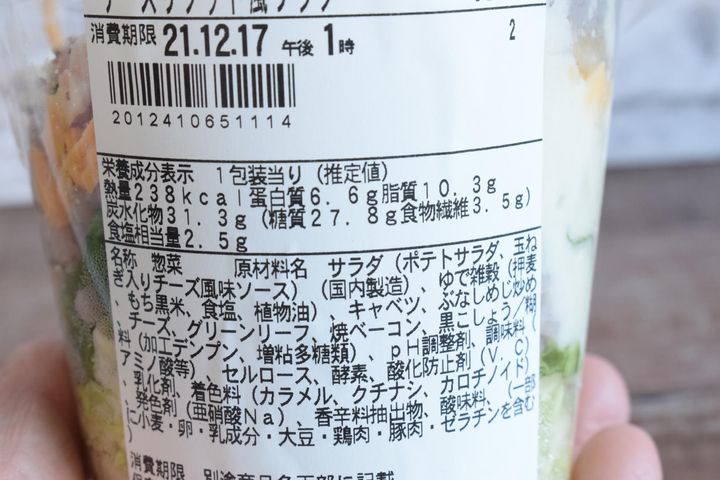 消費期限 21.12.17 午後 1時
2
2012410651114
栄養成分表示 1包装当り(推定値)
熱量238kcal蛋白質6.6g脂質10.3g
炭水化物31.3g(糖質27.8g食物繊維3.5g)
食塩相当量2.5g
名称 惣菜 原材料名 サラダ(ポテトサラダ、玉ね
ぎ入りチーズ風味ソース)(国内製造)、ゆで雑穀(押麦
、もち黒米、食塩、植物油)、キャベツ、ぶなしめじ炒め、
チーズ、グリーンリーフ、焼ベーコン、黒こしょう/糊
料(加工デンプン、増粘多糖類)、pH調整剤、調味料(
アミノ酸等)、セルロース、酵素、酸化防止剤(V.C)
、乳化剤、着色料(カラメル、クチナシ、カロチノイド)
、発色剤(亜硝酸Na)、香辛料抽出物、酸味料、(一部
に小麦・卵・乳成分・大豆・鶏肉・豚肉・ゼラチンを含む
)
消費期限 別途商品名下部に記載